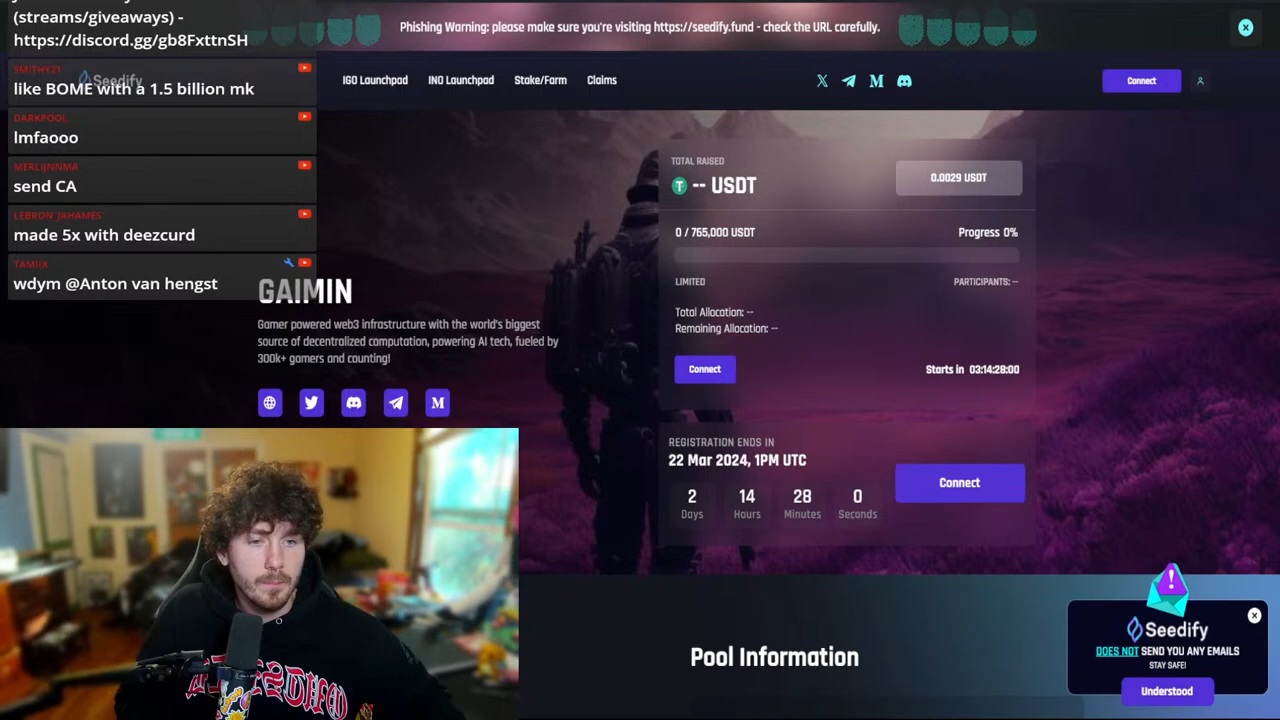 (streams/giveaways) -
https://discord.gg/gb8FxttnSH
SMITHY21
like BOME with a 1.5 billion mk
DARKPOOL
lmfaooo
MERLIJNNMA
send CA
LEBRON_JAHAMES
made 5x with deezcurd
TAMIIX
wdym @Anton van hengst
Phishing Warning: please make sure you're visiting https://seedify.fund - check the URL carefully.
Seedify
IGO Launchpad
INO Launchpad
Stake/Farm
Claims
Connect
GAIMIN
Gamer powered web3 infrastructure with the world's biggest
source of decentralized computation, powering AI tech, fueled by
300k+ gamers and counting!
TOTAL RAISED
-- USDT
0.0029 USDT
0 / 765,000 USDT
Progress 0%
LIMITED
PARTICIPANTS: --
Total Allocation: --
Remaining Allocation: --
Connect
Starts in 03:14:28:00
REGISTRATION ENDS IN
22 Mar 2024, 1PM UTC
2 14 28 0
Days Hours Minutes Seconds
Connect
Pool Information
Seedify
DOES NOT SEND YOU ANY EMAILS
STAY SAFE!
Understood